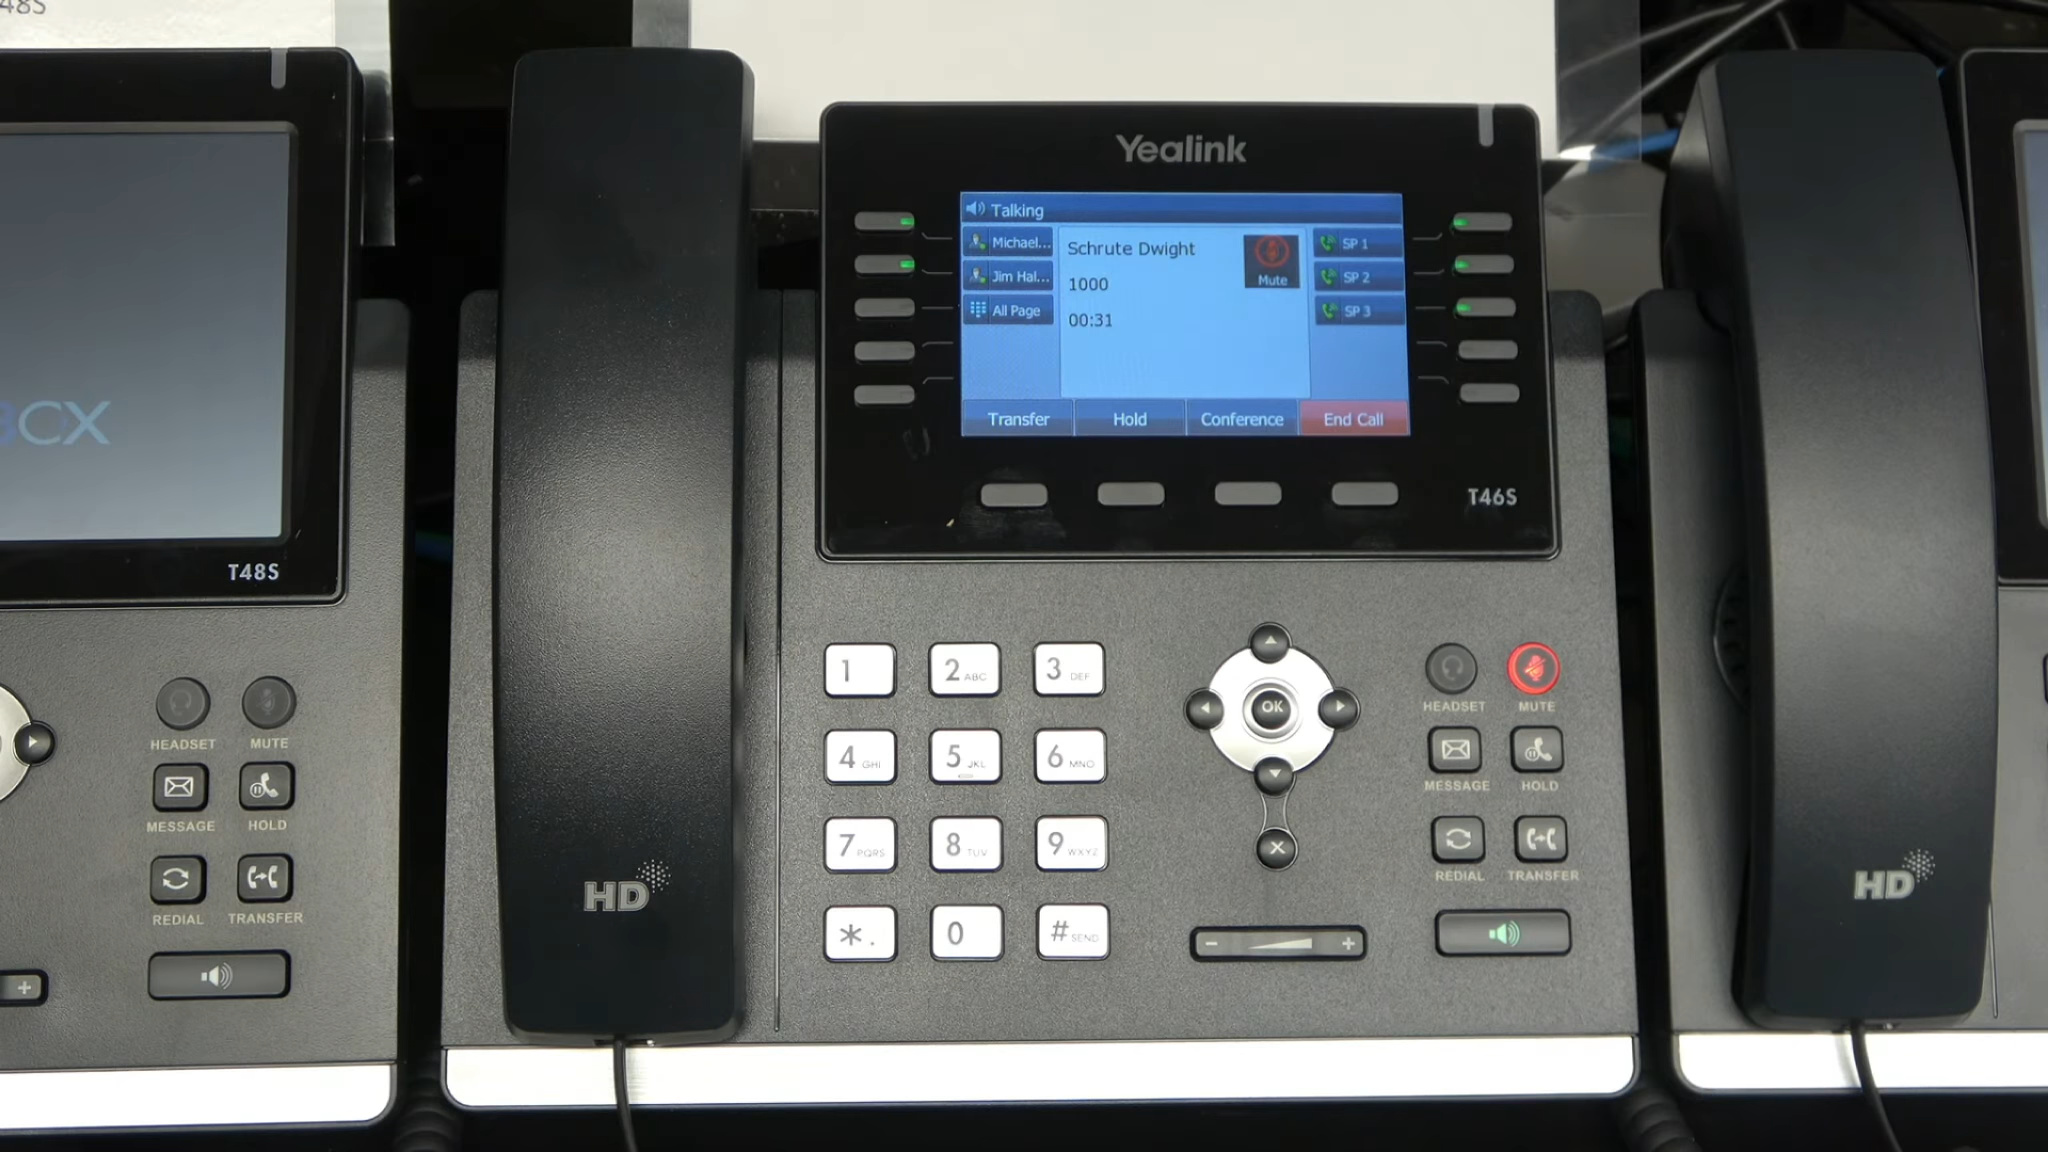 48S
CX
T48S
HEADSET
MUTE
MESSAGE
HOLD
REDIAL
TRANSFER
+
HD
Yealink
Talking
Michael...
Jim Hal...
All Page
Schrute Dwight
1000
00:31
Mute
SP 1
SP 2
SP 3
Transfer
Hold
Conference
End Call
T46S
1
2 ABC
3 DEF
4 GHI
5 JKL
6 MNO
7 PQRS
8 TUV
9 WXYZ
* .
0
# SEND
OK
- +
HEADSET
MUTE
MESSAGE
HOLD
REDIAL
TRANSFER
HD